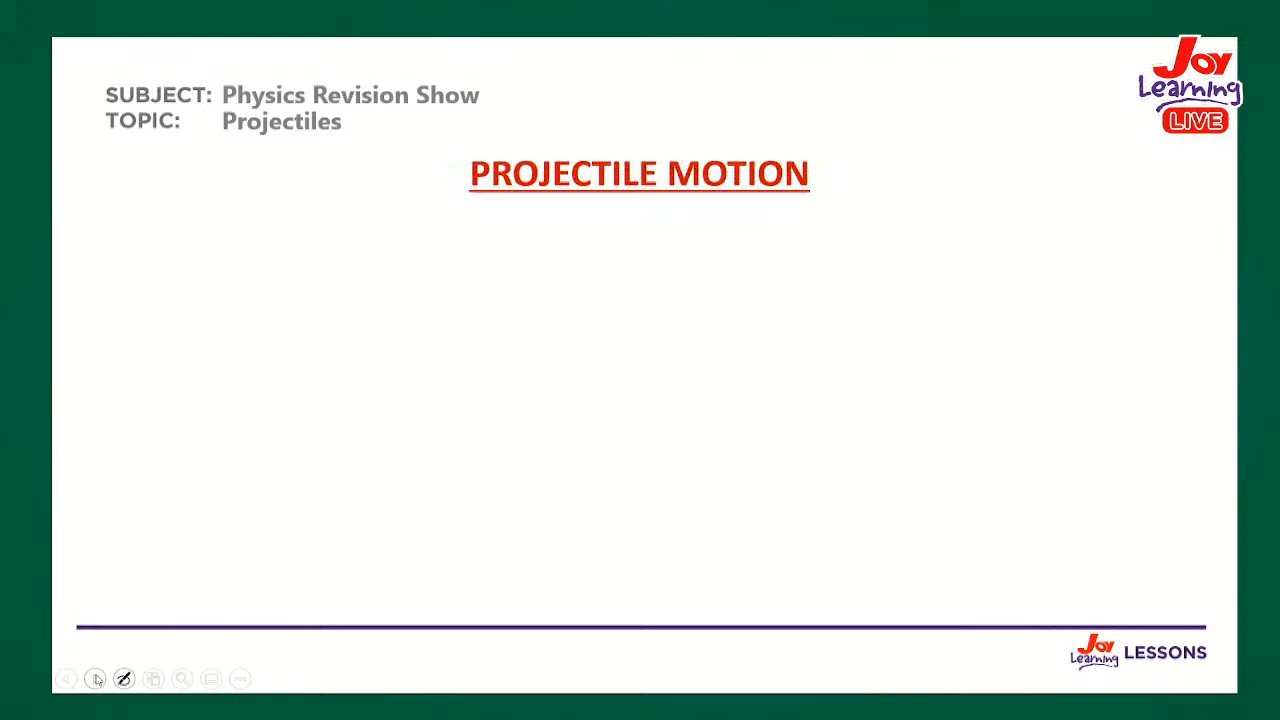 Joy
Learning
LIVE
SUBJECT: Physics Revision Show
TOPIC: Projectiles
PROJECTILE MOTION
Joy
Learning LESSONS